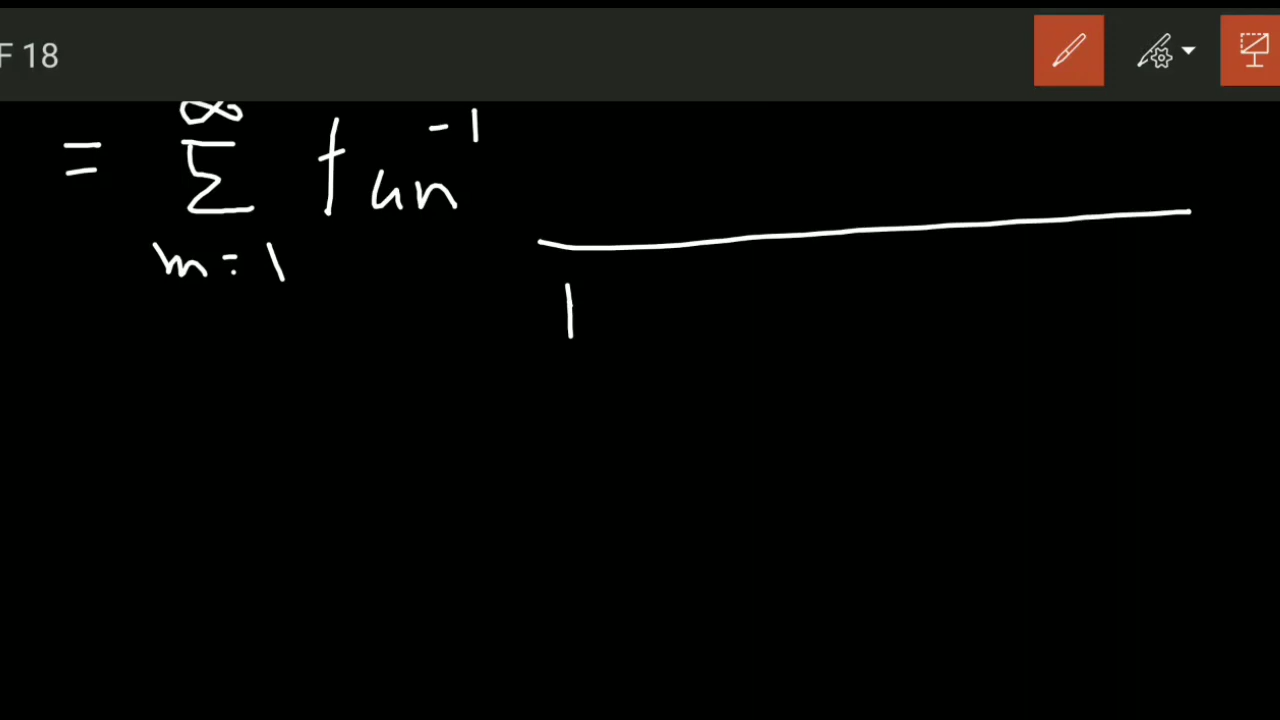 F 18
∞
= Σ tan -1
m = 1
1